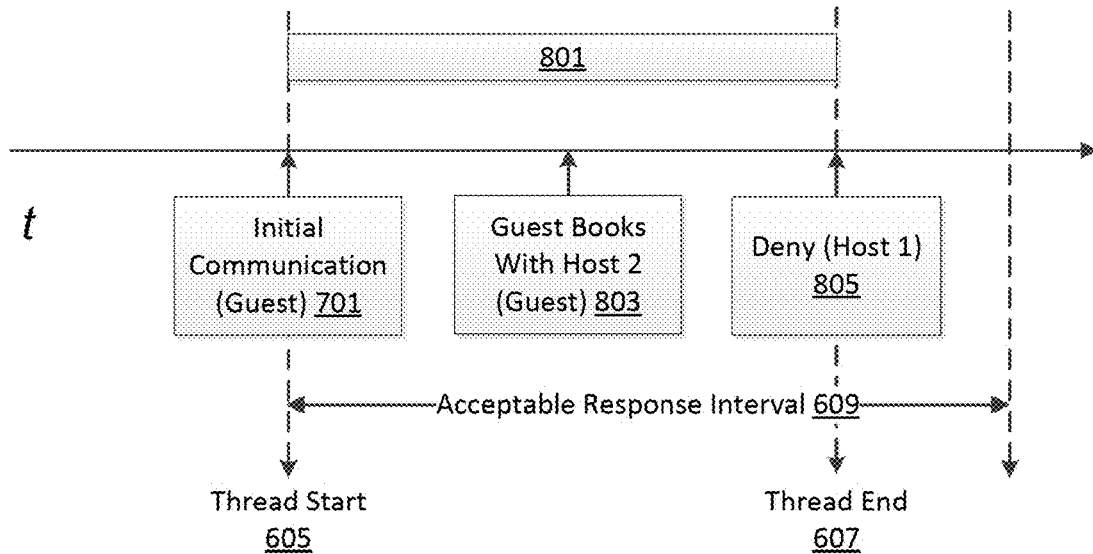 801
t
Initial
Communication
(Guest) 701
Guest Books
With Host 2
(Guest) 803
Deny (Host 1)
805
Acceptable Response Interval 609
Thread Start
605
Thread End
607